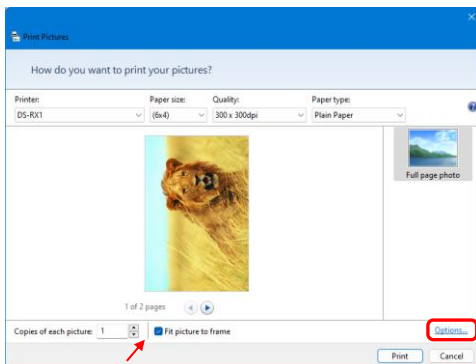 Print Pictures
How do you want to print your pictures?
Printer: Paper size: Quality: Paper type:
DS-RX1 (6x4) 300 x 300dpi Plain Paper
Full page photo
1 of 2 pages
Copies of each picture: 1 Fit picture to frame Options...
Print Cancel